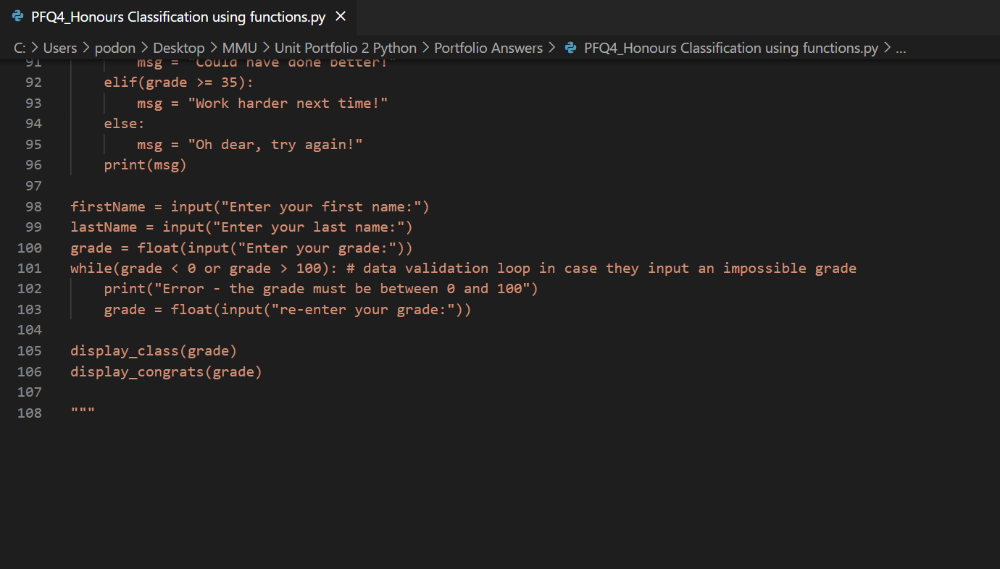 PFQ4_Honours Classification using functions.py ×
C: > Users > podon > Desktop > MMU > Unit Portfolio 2 Python > Portfolio Answers > PFQ4_Honours Classification using functions.py > ...
91         msg = "Could have done better!"
92     elif(grade >= 35):
93         msg = "Work harder next time!"
94     else:
95         msg = "Oh dear, try again!"
96     print(msg)
97
98 firstName = input("Enter your first name:")
99 lastName = input("Enter your last name:")
100 grade = float(input("Enter your grade:"))
101 while(grade < 0 or grade > 100): # data validation loop in case they input an impossible grade
102     print("Error - the grade must be between 0 and 100")
103     grade = float(input("re-enter your grade:"))
104
105 display_class(grade)
106 display_congrats(grade)
107
108 """